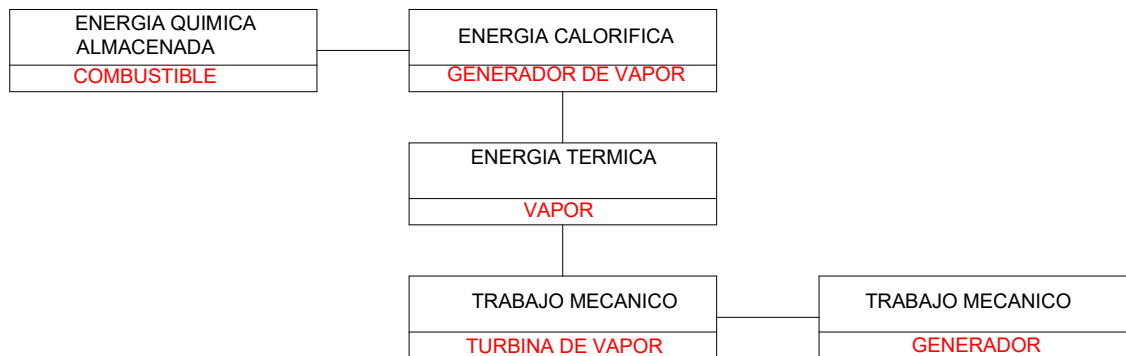 ENERGIA QUIMICA
ALMACENADA
COMBUSTIBLE
ENERGIA CALORIFICA
GENERADOR DE VAPOR
ENERGIA TERMICA
VAPOR
TRABAJO MECANICO
TURBINA DE VAPOR
TRABAJO MECANICO
GENERADOR